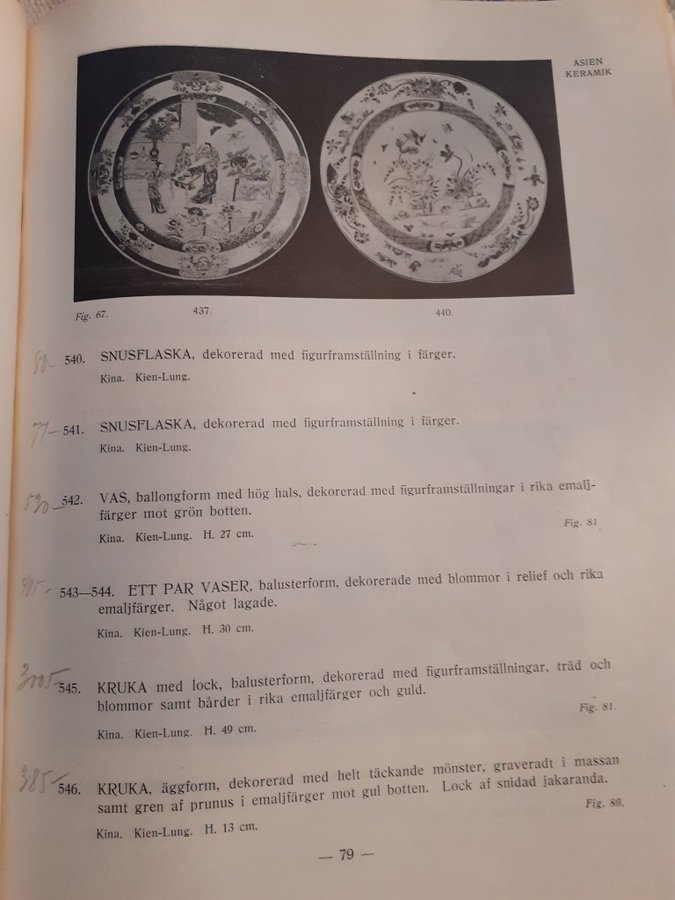 ASIEN
KERAMIK
Fig. 67.
437.
440.
540. SNUSFLASKA, dekorerad med figurframställning i färger.
Kina. Kien-Lung.
77— 541. SNUSFLASKA, dekorerad med figurframställning i färger.
Kina. Kien-Lung.
530— 542. VAS, ballongform med hög hals, dekorerad med figurframställningar i rika emalj-
färger mot grön botten.
Fig. 81.
Kina. Kien-Lung. H. 27 cm.
405- 543—544. ETT PAR VASER, balusterform, dekorerade med blommor i relief och rika
emaljfärger. Något lagade.
Kina. Kien-Lung. H. 30 cm.
3005- 545. KRUKA med lock, balusterform, dekorerad med figurframställningar, träd och
blommor samt bårder i rika emaljfärger och guld.
Fig. 81.
Kina. Kien-Lung. H. 49 cm.
385— 546. KRUKA, äggform, dekorerad med helt täckande mönster, graveradt i massan
samt gren af prunus i emaljfärger mot gul botten. Lock af snidad jakaranda.
Fig. 80.
Kina. Kien-Lung. H. 13 cm.
— 79 —